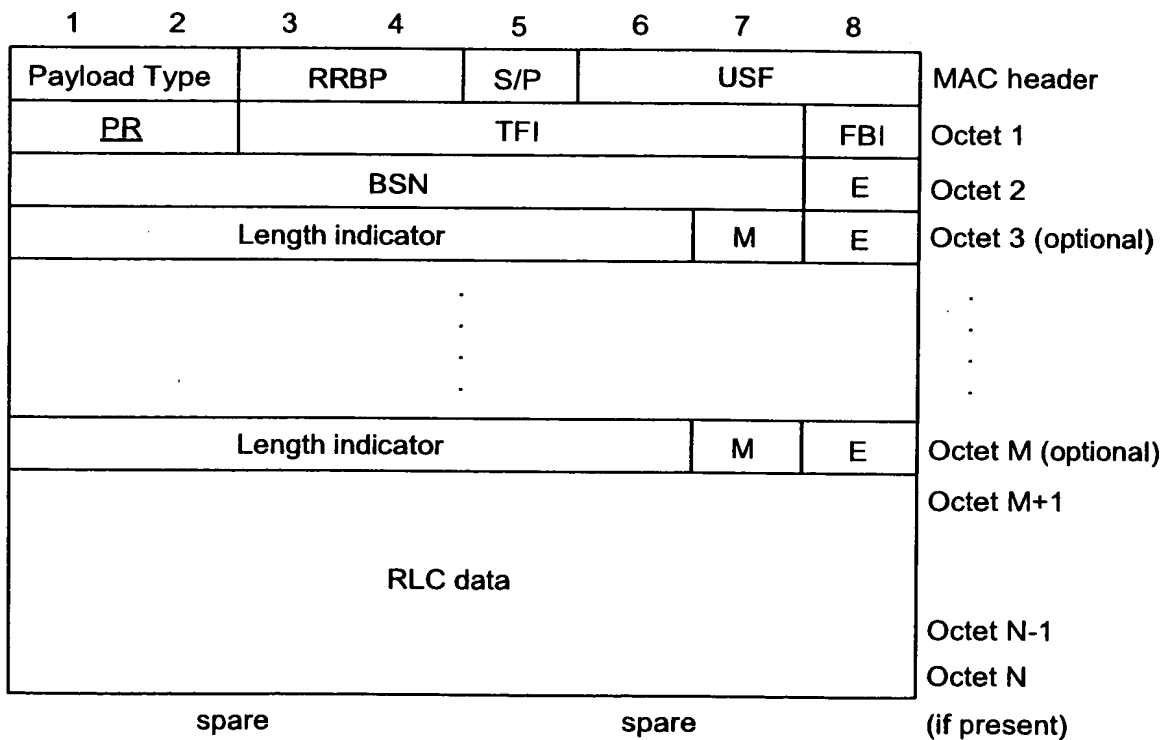 1 2 3 4 5 6 7 8
Payload Type RRBP S/P USF MAC header
PR TFI FBI Octet 1
BSN E Octet 2
Length indicator M E Octet 3 (optional)
Length indicator M E Octet M (optional)
Octet M+1
RLC data
Octet N-1
Octet N
spare spare (if present)